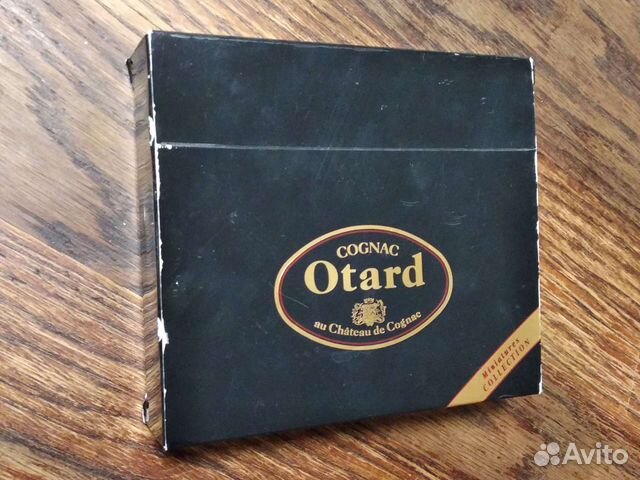 COGNAC
Otard
au Château de Cognac
Miniatures
COLLECTION
Avito